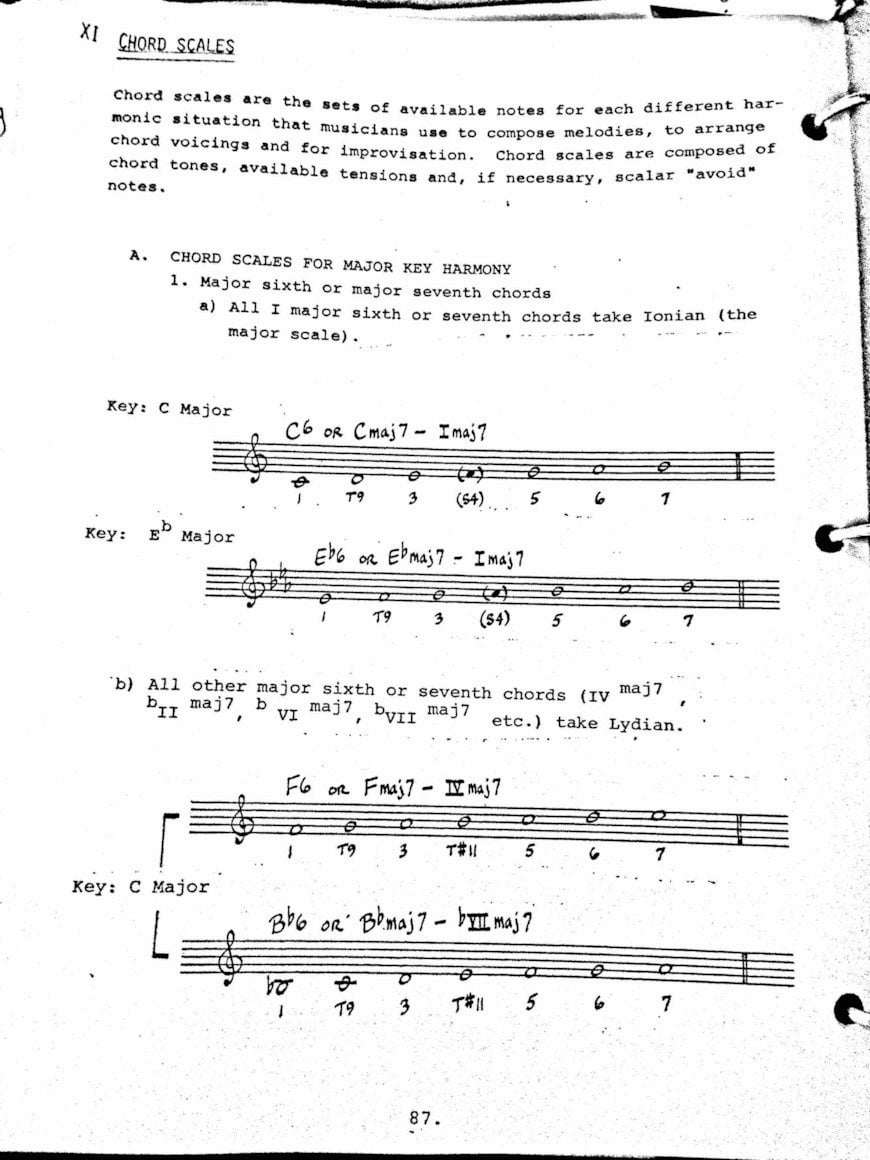 XI CHORD SCALES
Chord scales are the sets of available notes for each different har-
monic situation that musicians use to compose melodies, to arrange
chord voicings and for improvisation. Chord scales are composed of
chord tones, available tensions and, if necessary, scalar "avoid"
notes.
A. CHORD SCALES FOR MAJOR KEY HARMONY
1. Major sixth or major seventh chords
a) All I major sixth or seventh chords take Ionian (the
major scale).
Key: C Major
C6 OR Cmaj7 - Imaj7
1 T9 3 (S4) 5 6 7
Key: E♭ Major
E♭6 OR E♭maj7 - Imaj7
1 T9 3 (S4) 5 6 7
b) All other major sixth or seventh chords (IV maj7 ,
♭II maj7, ♭VI maj7, ♭VII maj7 etc.) take Lydian.
F6 OR Fmaj7 - IVmaj7
1 T9 3 T#11 5 6 7
Key: C Major
B♭6 OR B♭maj7 - ♭VIImaj7
1 T9 3 T#11 5 6 7
87.